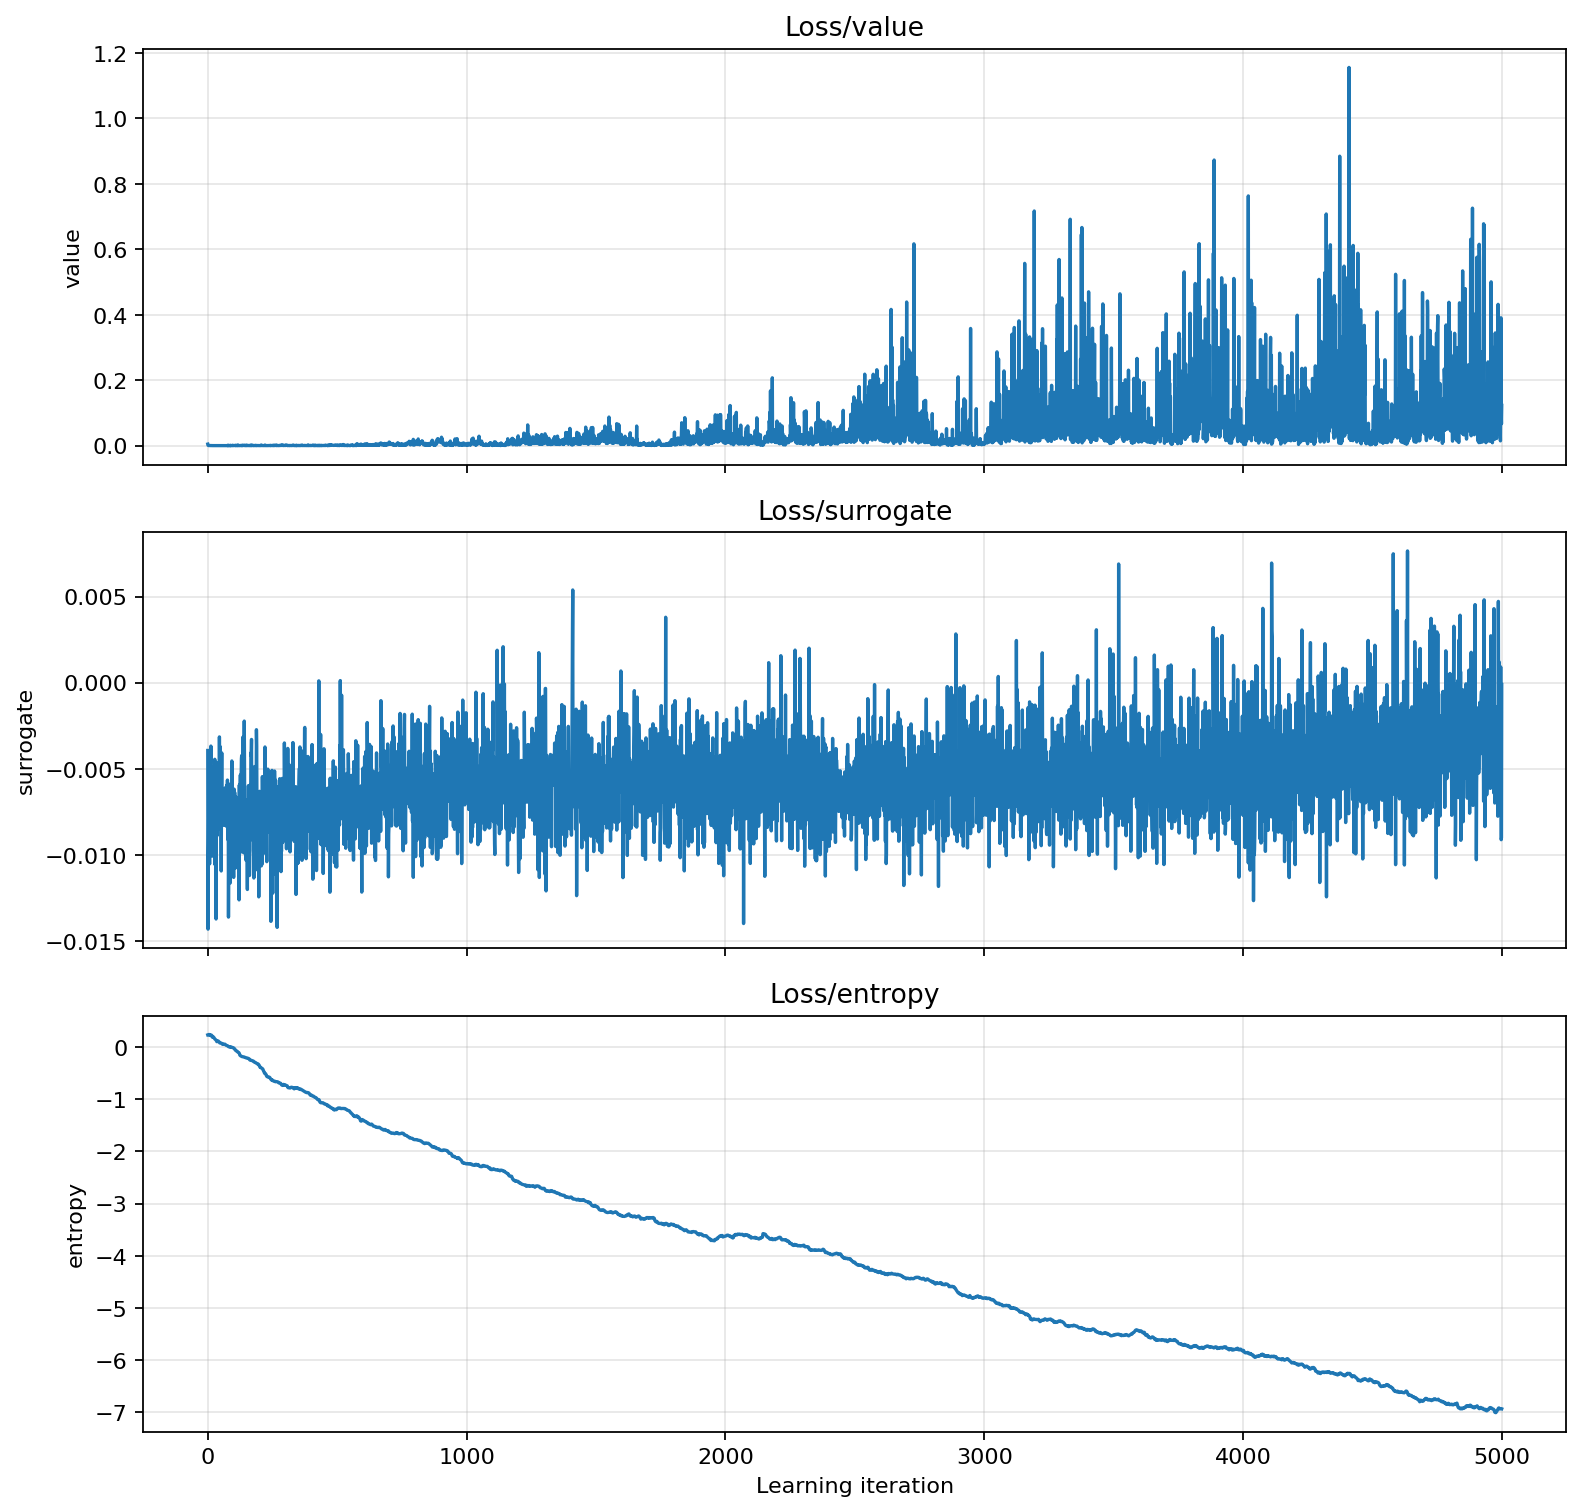 Loss/value
1.2
1.0
0.8
0.6
0.4
0.2
0.0
value
Loss/surrogate
0.005
0.000
−0.005
−0.010
−0.015
surrogate
Loss/entropy
0
−1
−2
−3
−4
−5
−6
−7
entropy
0 1000 2000 3000 4000 5000
Learning iteration